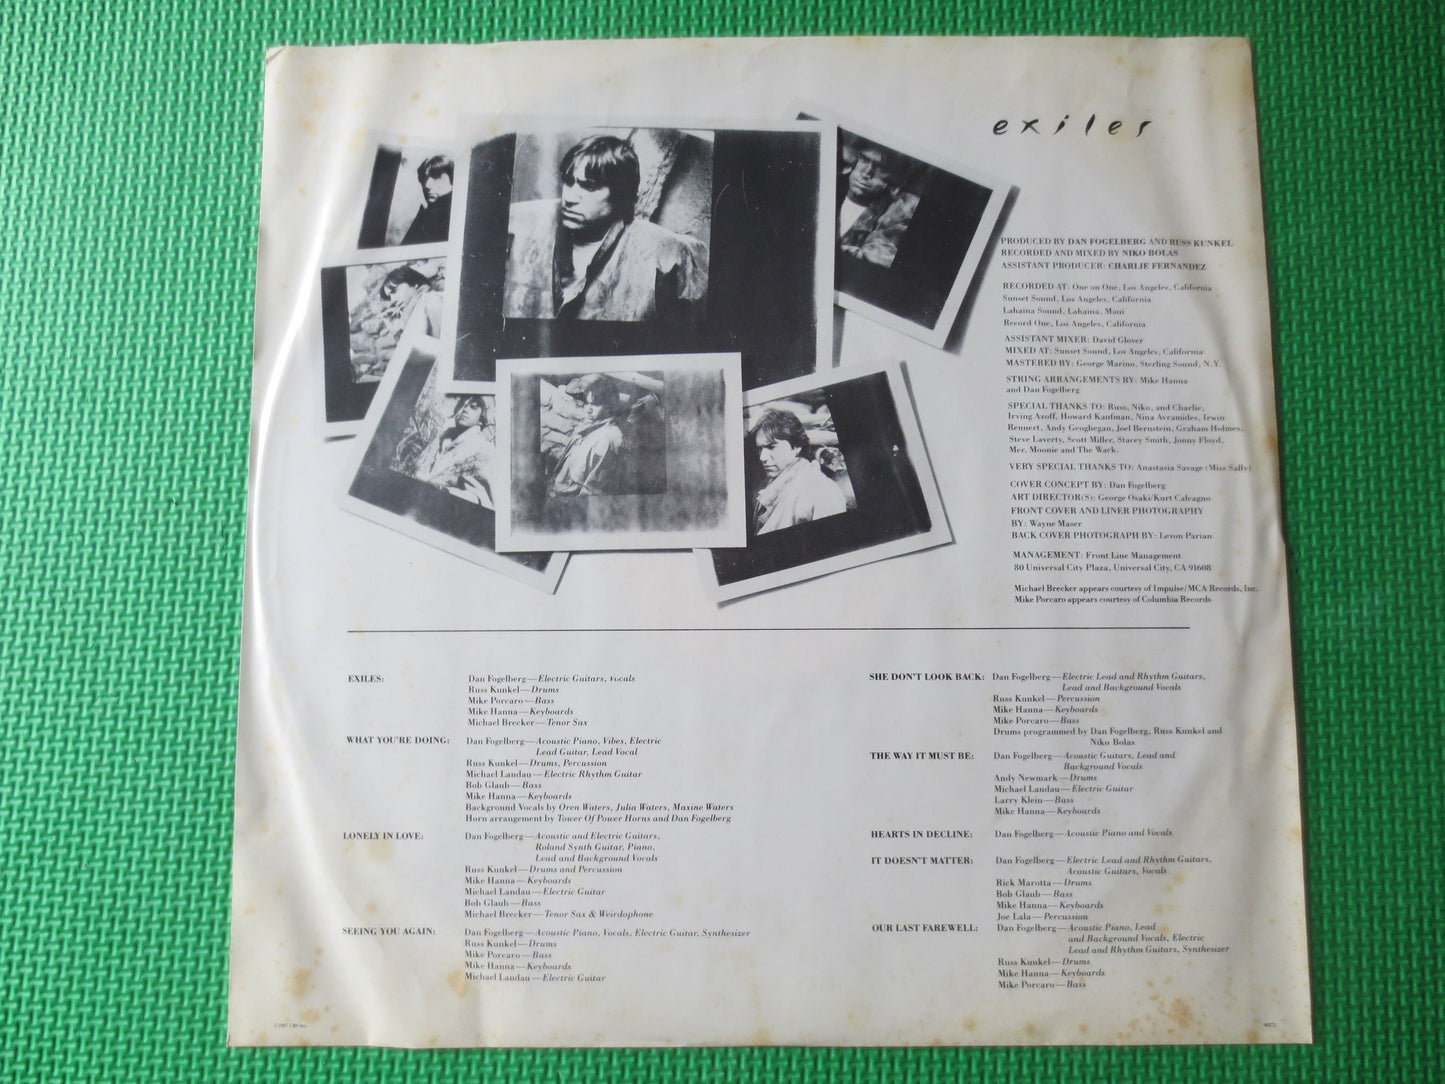 exiles
PRODUCED BY DAN FOGELBERG AND RUSS KUNKEL
RECORDED AND MIXED BY NIKO BOLAS
ASSISTANT PRODUCER: CHARLIE FERNANDEZ
RECORDED AT: One on One, Los Angeles, California
Sunset Sound, Los Angeles, California
Lahaina Sound, Lahaina, Maui
Record One, Los Angeles, California
ASSISTANT MIXER: David Glover
MIXED AT: Sunset Sound, Los Angeles, California
MASTERED BY: George Marino, Sterling Sound, N.Y.
STRING ARRANGEMENTS BY: Mike Hanna
and Dan Fogelberg
SPECIAL THANKS TO: Russ, Niko, and Charlie,
Irving Azoff, Howard Kaufman, Nina Avramides, Irwin
Rennert, Andy Geoghegan, Joel Bernstein, Graham Holmes,
Steve Laverty, Scott Miller, Stacey Smith, Jonny Floyd,
Mer, Moonie and The Wack.
VERY SPECIAL THANKS TO: Anastasia Savage (Miss Sally)
COVER CONCEPT BY: Dan Fogelberg
ART DIRECTOR(S): George Osaki/Kurt Calcagno
FRONT COVER AND LINER PHOTOGRAPHY
BY: Wayne Maser
BACK COVER PHOTOGRAPH BY: Levon Parian
MANAGEMENT: Front Line Management
80 Universal City Plaza, Universal City, CA 91608
Michael Brecker appears courtesy of Impulse/MCA Records, Inc.
Mike Porcaro appears courtesy of Columbia Records
EXILES: Dan Fogelberg—Electric Guitars, Vocals
Russ Kunkel—Drums
Mike Porcaro—Bass
Mike Hanna—Keyboards
Michael Brecker—Tenor Sax
WHAT YOU'RE DOING: Dan Fogelberg—Acoustic Piano, Vibes, Electric
Lead Guitar, Lead Vocal
Russ Kunkel—Drums, Percussion
Michael Landau—Electric Rhythm Guitar
Bob Glaub—Bass
Mike Hanna—Keyboards
Background Vocals by Oren Waters, Julia Waters, Maxine Waters
Horn arrangement by Tower Of Power Horns and Dan Fogelberg
LONELY IN LOVE: Dan Fogelberg—Acoustic and Electric Guitars,
Roland Synth Guitar, Piano,
Lead and Background Vocals
Russ Kunkel—Drums and Percussion
Mike Hanna—Keyboards
Michael Landau—Electric Guitar
Bob Glaub—Bass
Michael Brecker—Tenor Sax & Weirdophone
SEEING YOU AGAIN: Dan Fogelberg—Acoustic Piano, Vocals, Electric Guitar, Synthesizer
Russ Kunkel—Drums
Mike Porcaro—Bass
Mike Hanna—Keyboards
Michael Landau—Electric Guitar
SHE DON'T LOOK BACK: Dan Fogelberg—Electric Lead and Rhythm Guitars,
Lead and Background Vocals
Russ Kunkel—Percussion
Mike Hanna—Keyboards
Mike Porcaro—Bass
Drums programmed by Dan Fogelberg, Russ Kunkel and
Niko Bolas
THE WAY IT MUST BE: Dan Fogelberg—Acoustic Guitars, Lead and
Background Vocals
Andy Newmark—Drums
Michael Landau—Electric Guitar
Larry Klein—Bass
Mike Hanna—Keyboards
HEARTS IN DECLINE: Dan Fogelberg—Acoustic Piano and Vocals
IT DOESN'T MATTER: Dan Fogelberg—Electric Lead and Rhythm Guitars,
Acoustic Guitars, Vocals
Rick Marotta—Drums
Bob Glaub—Bass
Mike Hanna—Keyboards
Joe Lala—Percussion
OUR LAST FAREWELL: Dan Fogelberg—Acoustic Piano, Lead
and Background Vocals, Electric
Lead and Rhythm Guitars, Synthesizer
Russ Kunkel—Drums
Mike Hanna—Keyboards
Mike Porcaro—Bass
© 1987 CBS Inc.
40271